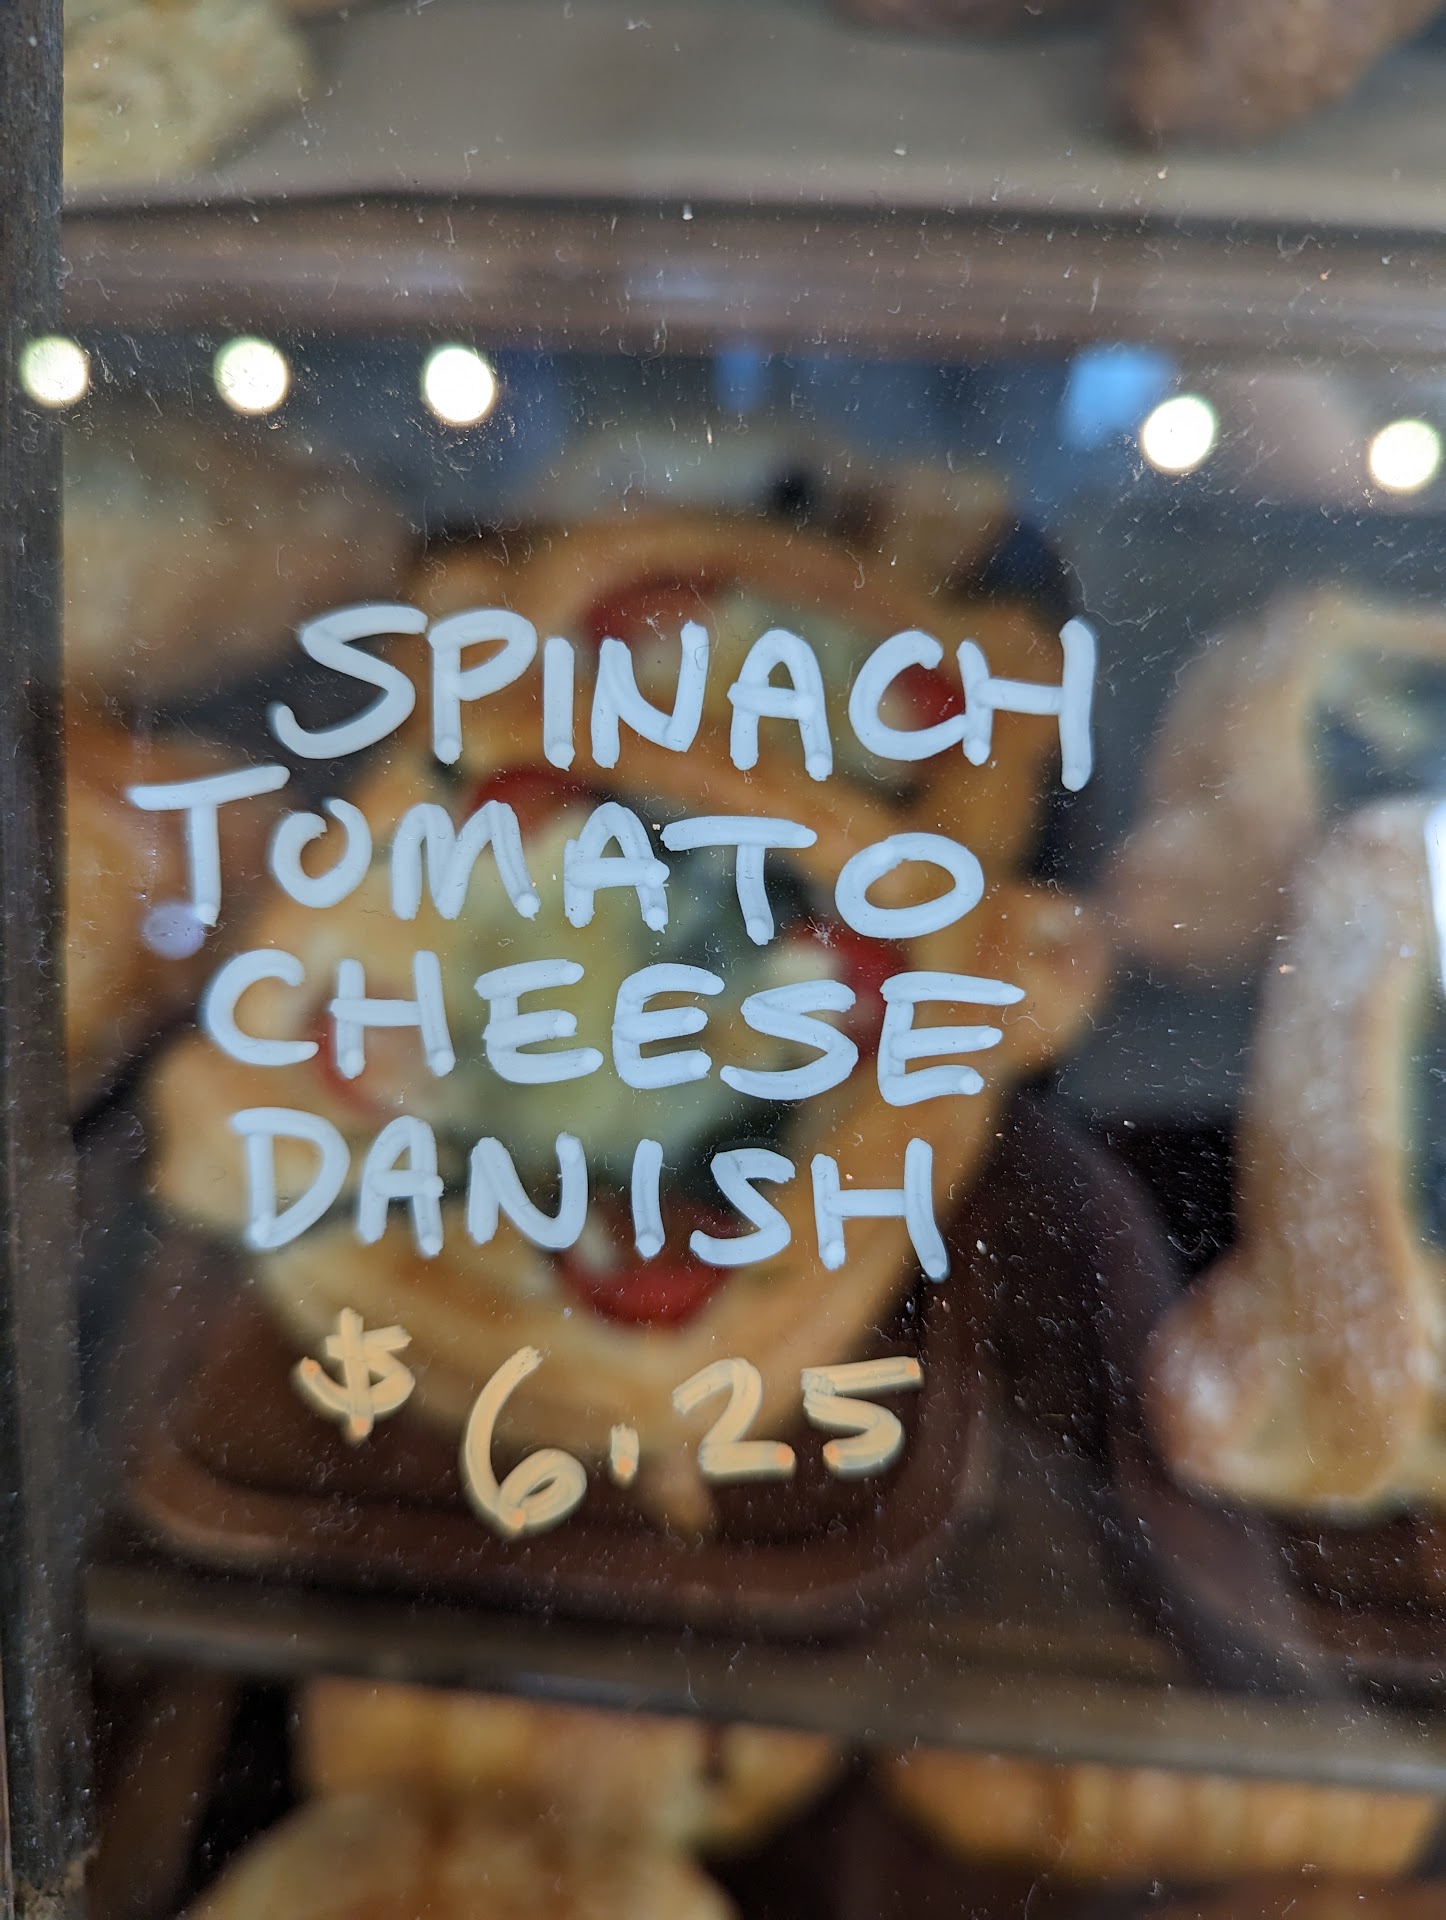 SPINACH
TOMATO
CHEESE
DANISH
$6.25